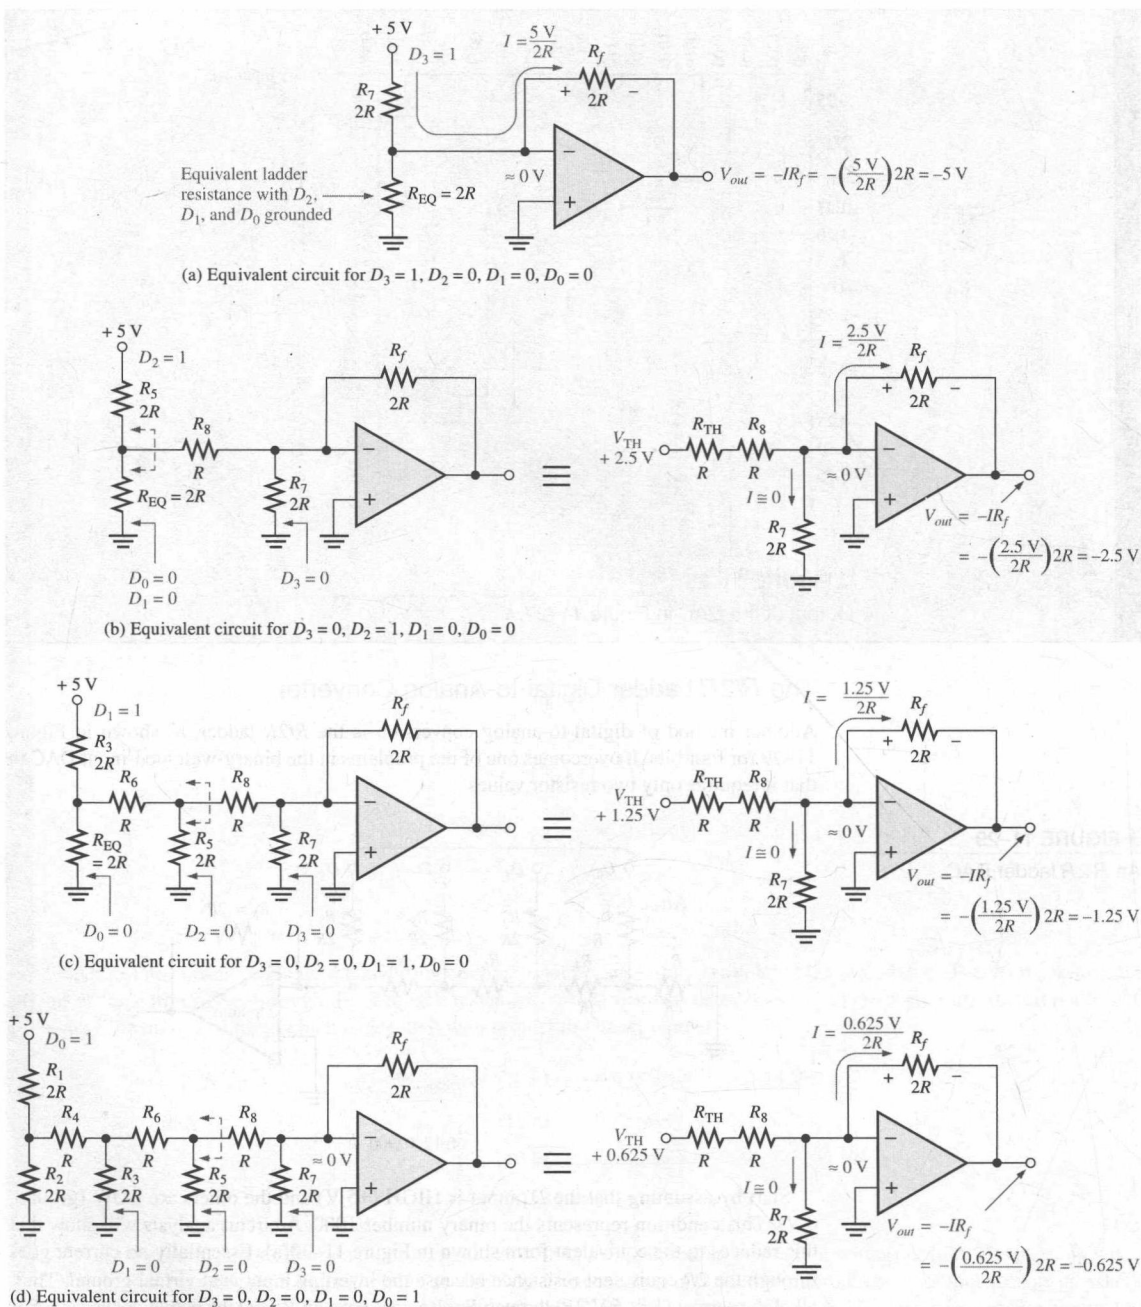 + 5 V
D3 = 1
I = 5 V / 2R
Rf
+ 2R −
R7
2R
−
≈ 0 V
+
Equivalent ladder
resistance with D2,
D1, and D0 grounded
REQ = 2R
Vout = −IRf = −(5 V / 2R) 2R = −5 V
(a) Equivalent circuit for D3 = 1, D2 = 0, D1 = 0, D0 = 0
+ 5 V
D2 = 1
R5
2R
R8
R
REQ = 2R
R7
2R
Rf
2R
−
+
D0 = 0
D1 = 0
D3 = 0
I = 2.5 V / 2R
Rf
+ 2R −
VTH
+ 2.5 V
RTH
R
R8
R
I ≅ 0
R7
2R
−
≈ 0 V
+
Vout = −IRf
= −(2.5 V / 2R) 2R = −2.5 V
(b) Equivalent circuit for D3 = 0, D2 = 1, D1 = 0, D0 = 0
+ 5 V
D1 = 1
R3
2R
R6
R
R8
R
REQ
= 2R
R5
2R
R7
2R
Rf
2R
−
+
D0 = 0
D2 = 0
D3 = 0
I = 1.25 V / 2R
Rf
+ 2R −
VTH
+ 1.25 V
RTH
R
R8
R
I ≅ 0
R7
2R
−
≈ 0 V
+
Vout = −IRf
= −(1.25 V / 2R) 2R = −1.25 V
(c) Equivalent circuit for D3 = 0, D2 = 0, D1 = 1, D0 = 0
+ 5 V
D0 = 1
R1
2R
R4
R
R6
R
R8
R
R2
2R
R3
2R
R5
2R
R7
2R
Rf
2R
≈ 0 V
−
+
D1 = 0
D2 = 0
D3 = 0
I = 0.625 V / 2R
Rf
+ 2R −
VTH
+ 0.625 V
RTH
R
R8
R
I ≅ 0
R7
2R
−
≈ 0 V
+
Vout = −IRf
= −(0.625 V / 2R) 2R = −0.625 V
(d) Equivalent circuit for D3 = 0, D2 = 0, D1 = 0, D0 = 1